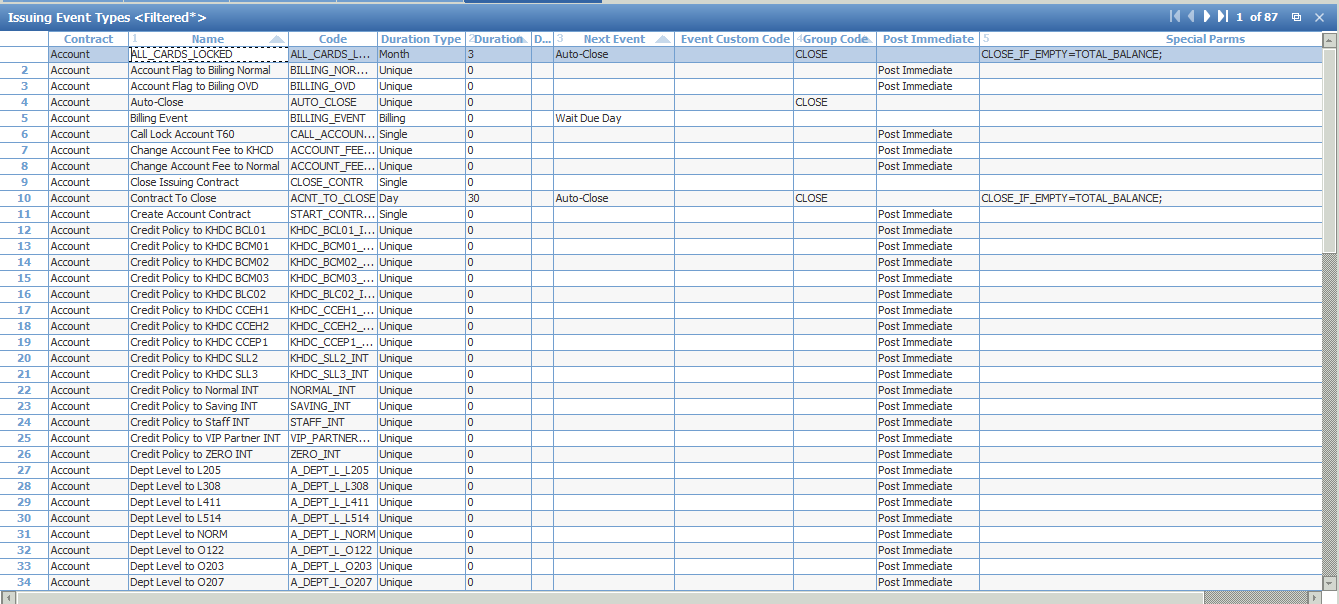 Issuing Event Types <Filtered*> 1 of 87
Contract 1 Name Code Duration Type 2 Duration D... 3 Next Event Event Custom Code 4 Group Code Post Immediate 5 Special Parms
Account ALL_CARDS_LOCKED ALL_CARDS_L... Month 3 Auto-Close CLOSE CLOSE_IF_EMPTY=TOTAL_BALANCE;
2 Account Account Flag to Biiling Normal BILLING_NOR... Unique 0 Post Immediate
3 Account Account Flag to Biiling OVD BILLING_OVD Unique 0 Post Immediate
4 Account Auto-Close AUTO_CLOSE Unique 0 CLOSE
5 Account Billing Event BILLING_EVENT Billing 0 Wait Due Day
6 Account Call Lock Account T60 CALL_ACCOUN... Single 0 Post Immediate
7 Account Change Account Fee to KHCD ACCOUNT_FEE... Unique 0 Post Immediate
8 Account Change Account Fee to Normal ACCOUNT_FEE... Unique 0 Post Immediate
9 Account Close Issuing Contract CLOSE_CONTR Single 0
10 Account Contract To Close ACNT_TO_CLOSE Day 30 Auto-Close CLOSE CLOSE_IF_EMPTY=TOTAL_BALANCE;
11 Account Create Account Contract START_CONTR... Single 0 Post Immediate
12 Account Credit Policy to KHDC BCL01 KHDC_BCL01_I... Unique 0 Post Immediate
13 Account Credit Policy to KHDC BCM01 KHDC_BCM01_... Unique 0 Post Immediate
14 Account Credit Policy to KHDC BCM02 KHDC_BCM02_... Unique 0 Post Immediate
15 Account Credit Policy to KHDC BCM03 KHDC_BCM03_... Unique 0 Post Immediate
16 Account Credit Policy to KHDC BLC02 KHDC_BLC02_I... Unique 0 Post Immediate
17 Account Credit Policy to KHDC CCEH1 KHDC_CCEH1_... Unique 0 Post Immediate
18 Account Credit Policy to KHDC CCEH2 KHDC_CCEH2_... Unique 0 Post Immediate
19 Account Credit Policy to KHDC CCEP1 KHDC_CCEP1_... Unique 0 Post Immediate
20 Account Credit Policy to KHDC SLL2 KHDC_SLL2_INT Unique 0 Post Immediate
21 Account Credit Policy to KHDC SLL3 KHDC_SLL3_INT Unique 0 Post Immediate
22 Account Credit Policy to Normal INT NORMAL_INT Unique 0 Post Immediate
23 Account Credit Policy to Saving INT SAVING_INT Unique 0 Post Immediate
24 Account Credit Policy to Staff INT STAFF_INT Unique 0 Post Immediate
25 Account Credit Policy to VIP Partner INT VIP_PARTNER... Unique 0 Post Immediate
26 Account Credit Policy to ZERO INT ZERO_INT Unique 0 Post Immediate
27 Account Dept Level to L205 A_DEPT_L_L205 Unique 0 Post Immediate
28 Account Dept Level to L308 A_DEPT_L_L308 Unique 0 Post Immediate
29 Account Dept Level to L411 A_DEPT_L_L411 Unique 0 Post Immediate
30 Account Dept Level to L514 A_DEPT_L_L514 Unique 0 Post Immediate
31 Account Dept Level to NORM A_DEPT_L_NORM Unique 0 Post Immediate
32 Account Dept Level to O122 A_DEPT_L_O122 Unique 0 Post Immediate
33 Account Dept Level to O203 A_DEPT_L_O203 Unique 0 Post Immediate
34 Account Dept Level to O207 A_DEPT_L_O207 Unique 0 Post Immediate